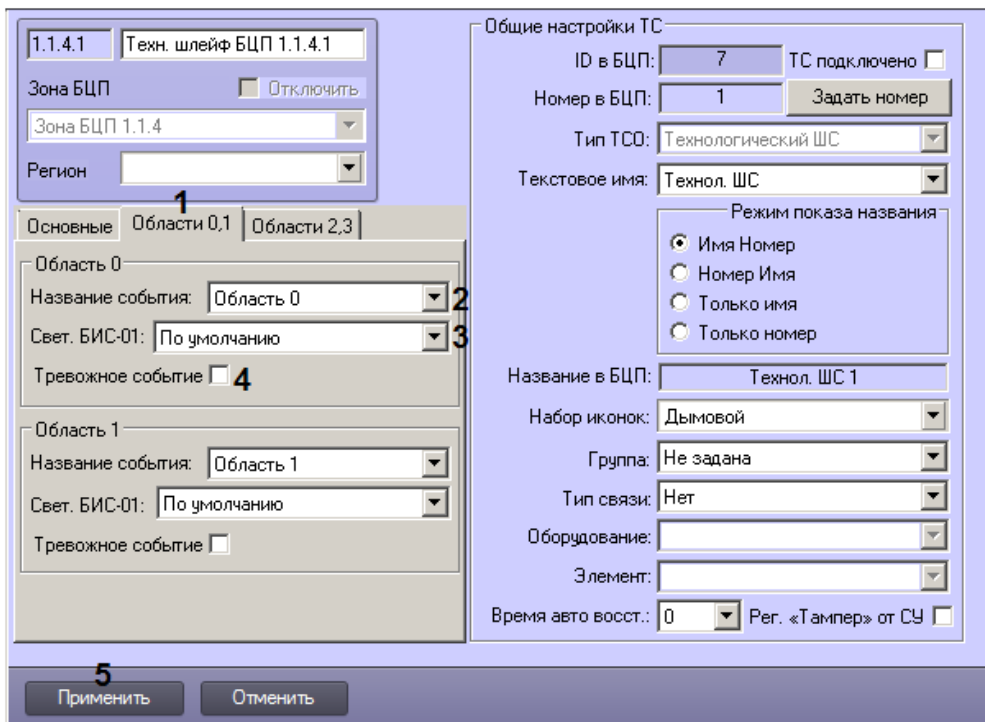 1.1.4.1 Техн. шлейф БЦП 1.1.4.1
Зона БЦП Отключить
Зона БЦП 1.1.4
Регион
1
Основные Области 0,1 Области 2,3
Область 0
Название события: Область 0 2
Свет. БИС-01: По умолчанию 3
Тревожное событие 4
Область 1
Название события: Область 1
Свет. БИС-01: По умолчанию
Тревожное событие
Общие настройки ТС
ID в БЦП: 7 ТС подключено
Номер в БЦП: 1 Задать номер
Тип ТСО: Технологический ШС
Текстовое имя: Технол. ШС
Режим показа названия
Имя Номер
Номер Имя
Только имя
Только номер
Название в БЦП: Технол. ШС 1
Набор иконок: Дымовой
Группа: Не задана
Тип связи: Нет
Оборудование:
Элемент:
Время авто восст.: 0 Рег. «Тампер» от СУ
5
Применить Отменить